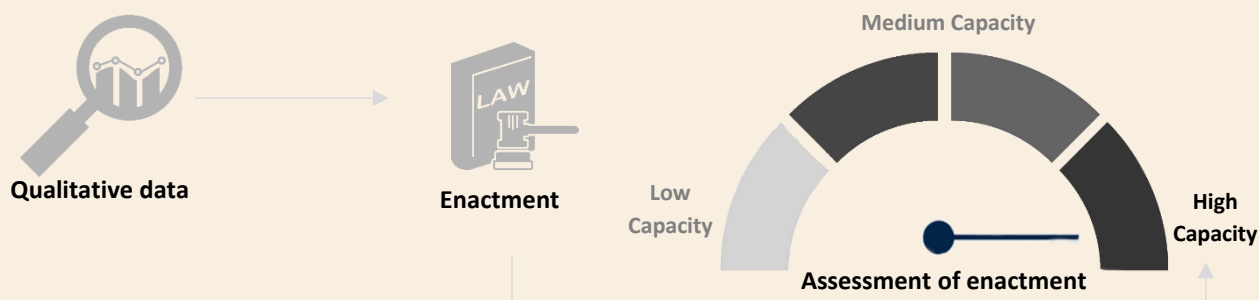 Medium Capacity
LAW
Qualitative data
Enactment
Low
Capacity
High
Capacity
Assessment of enactment